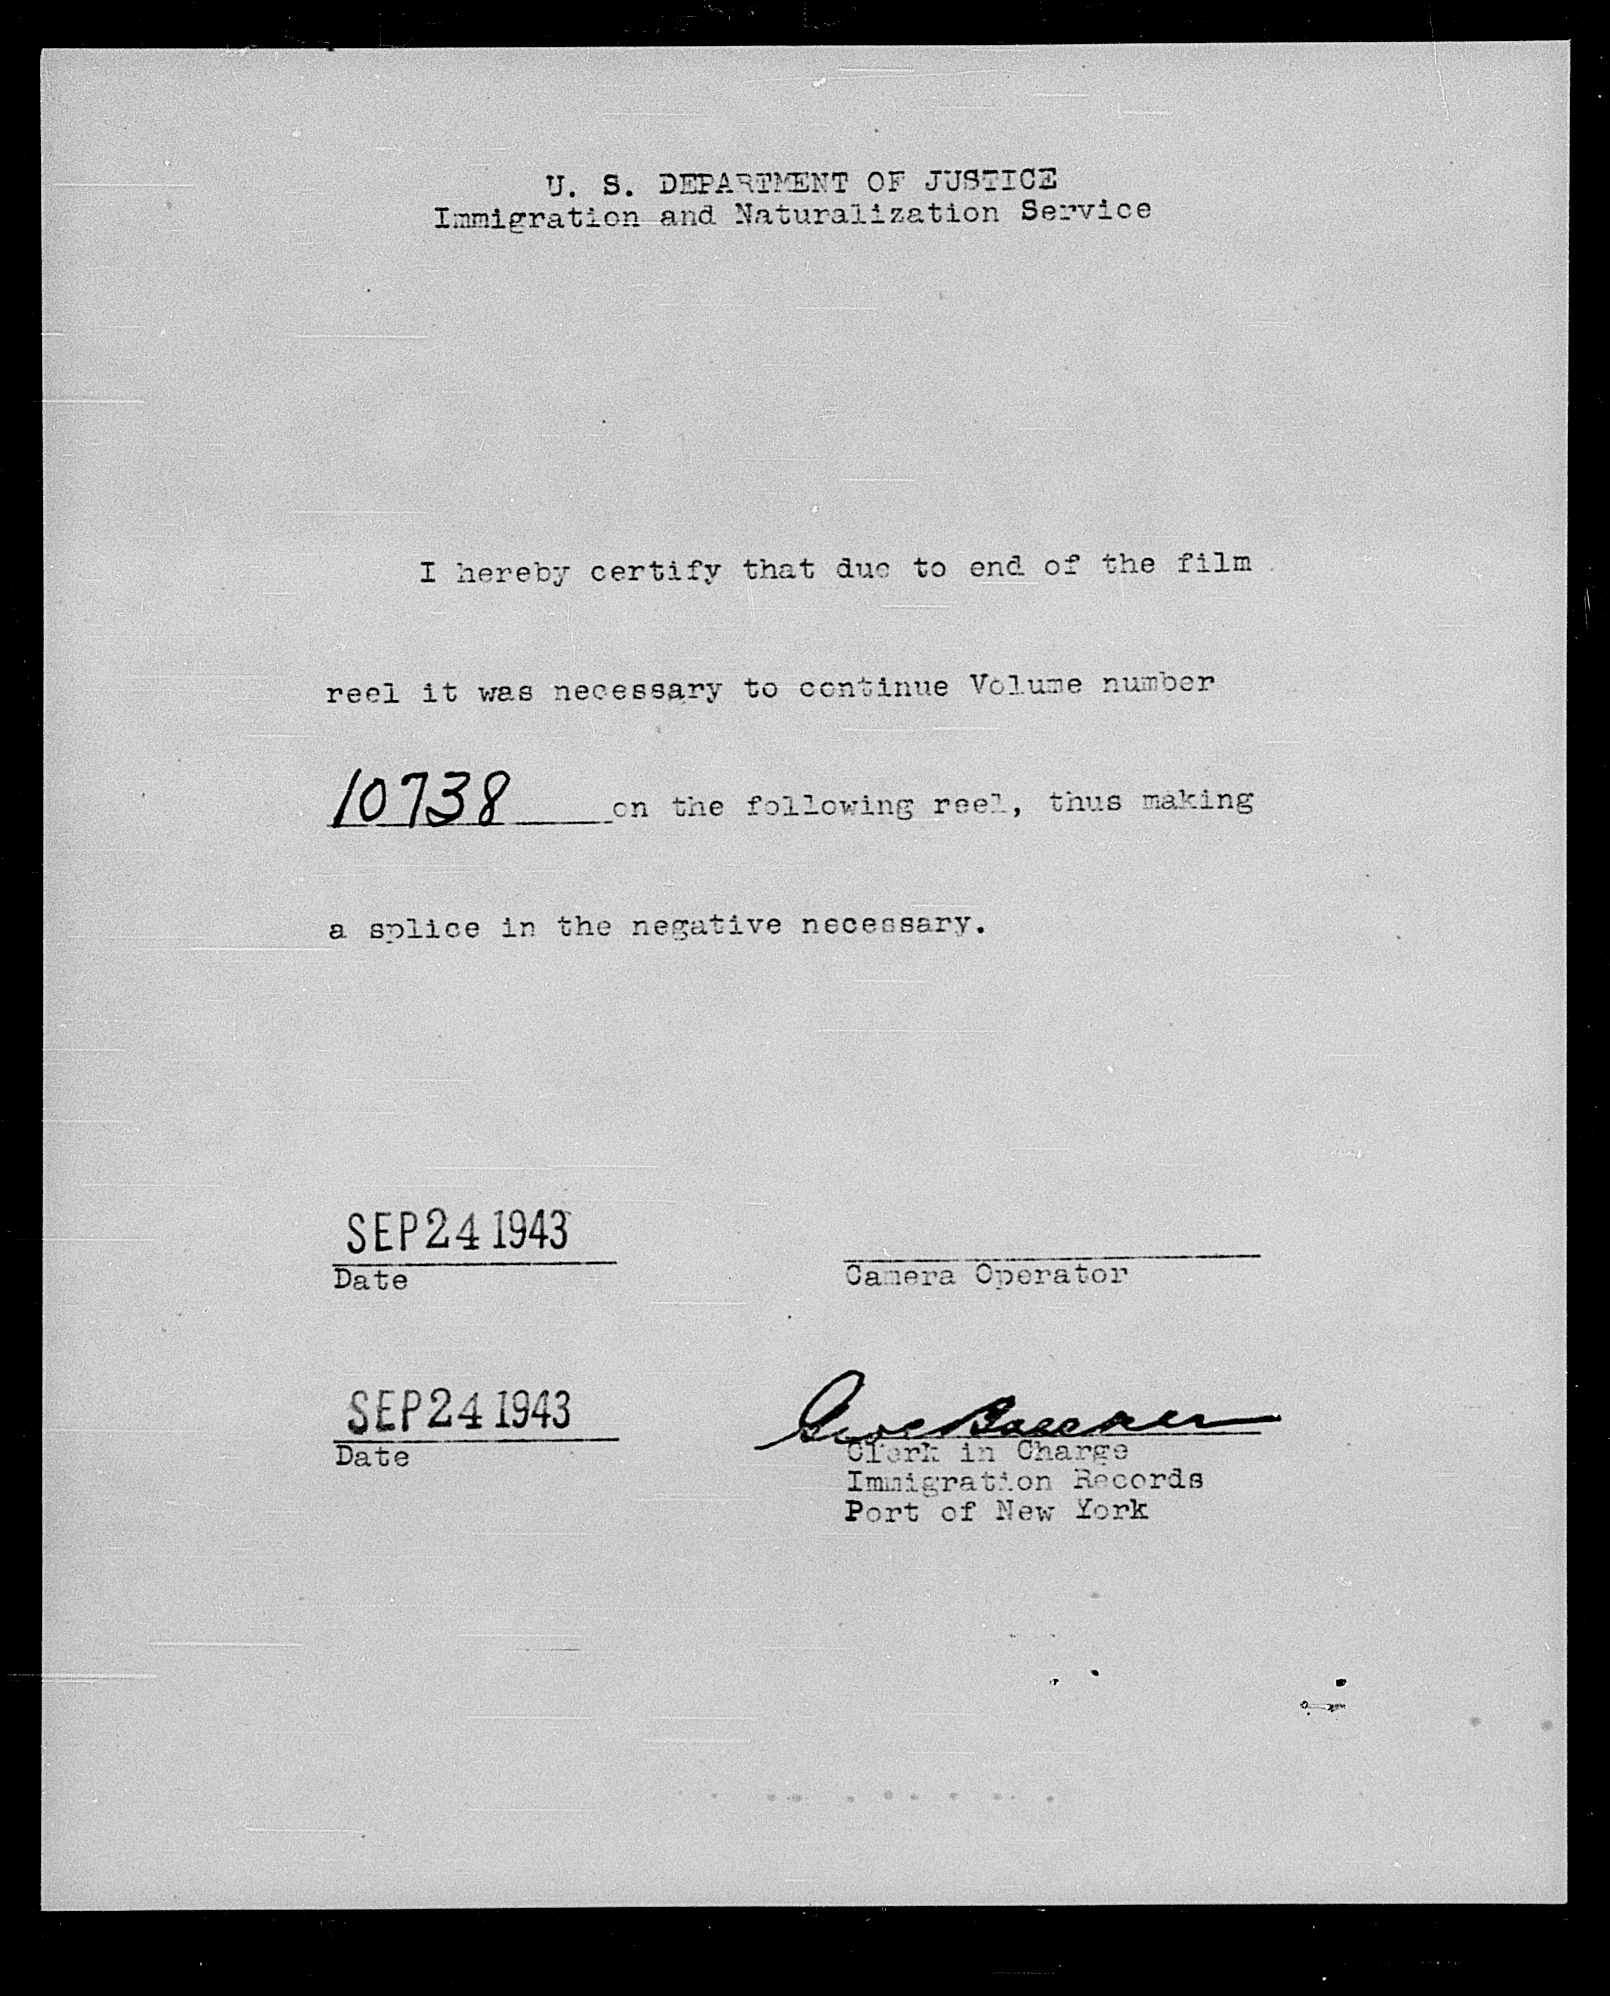 U. S. DEPARTMENT OF JUSTICE
Immigration and Naturalization Service
I hereby certify that due to end of the film
reel it was necessary to continue Volume number
10738 on the following reel, thus making
a splice in the negative necessary.
SEP 24 1943
Date
Camera Operator
SEP 24 1943
Date
Clerk in Charge
Immigration Records
Port of New York